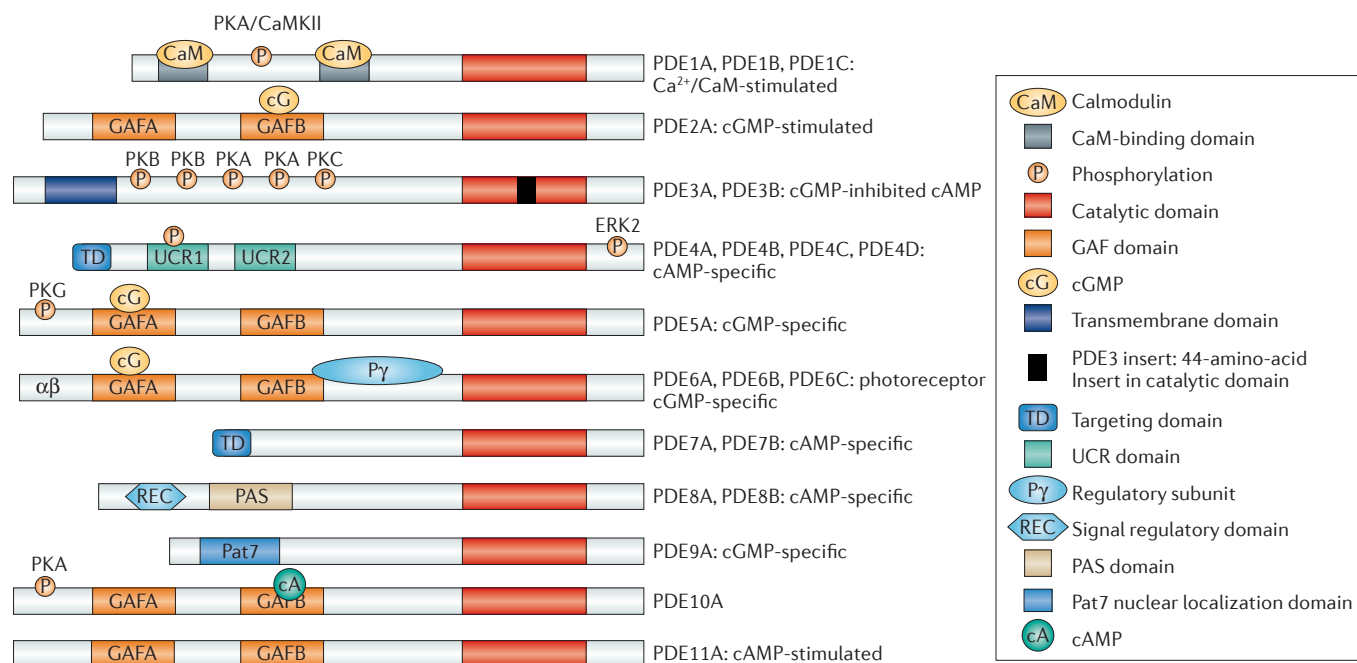 PKA/CaMKII
CaM P CaM
PDE1A, PDE1B, PDE1C:
Ca²⁺/CaM-stimulated
cG
GAFA GAFB
PDE2A: cGMP-stimulated
PKB PKB PKA PKA PKC
P P P P P
PDE3A, PDE3B: cGMP-inhibited cAMP
ERK2
P P
TD UCR1 UCR2
PDE4A, PDE4B, PDE4C, PDE4D:
cAMP-specific
PKG
P cG
GAFA GAFB
PDE5A: cGMP-specific
cG Pγ
αβ GAFA GAFB
PDE6A, PDE6B, PDE6C: photoreceptor
cGMP-specific
TD
PDE7A, PDE7B: cAMP-specific
REC PAS
PDE8A, PDE8B: cAMP-specific
Pat7
PDE9A: cGMP-specific
PKA
P cA
GAFA GAFB
PDE10A
GAFA GAFB
PDE11A: cAMP-stimulated
CaM Calmodulin
CaM-binding domain
P Phosphorylation
Catalytic domain
GAF domain
cG cGMP
Transmembrane domain
PDE3 insert: 44-amino-acid
Insert in catalytic domain
TD Targeting domain
UCR domain
Pγ Regulatory subunit
REC Signal regulatory domain
PAS domain
Pat7 nuclear localization domain
cA cAMP